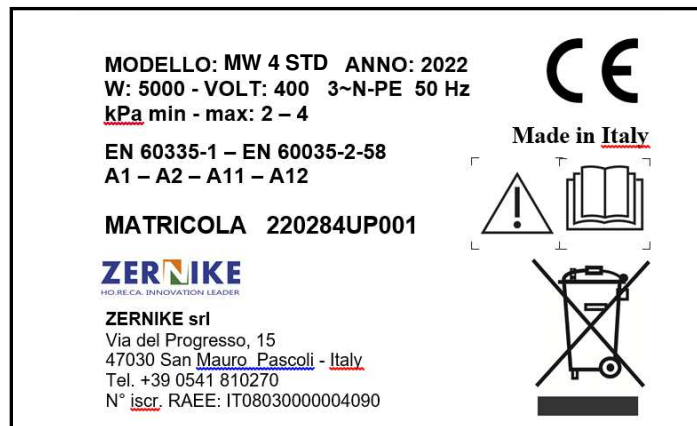 MODELLO: MW 4 STD ANNO: 2022
W: 5000 - VOLT: 400 3~N-PE 50 Hz
kPa min - max: 2 – 4
EN 60335-1 – EN 60035-2-58
A1 – A2 – A11 – A12
MATRICOLA 220284UP001
ZERNIKE
HO.RE.CA. INNOVATION LEADER
ZERNIKE srl
Via del Progresso, 15
47030 San Mauro Pascoli - Italy
Tel. +39 0541 810270
N° iscr. RAEE: IT08030000004090
CE
Made in Italy